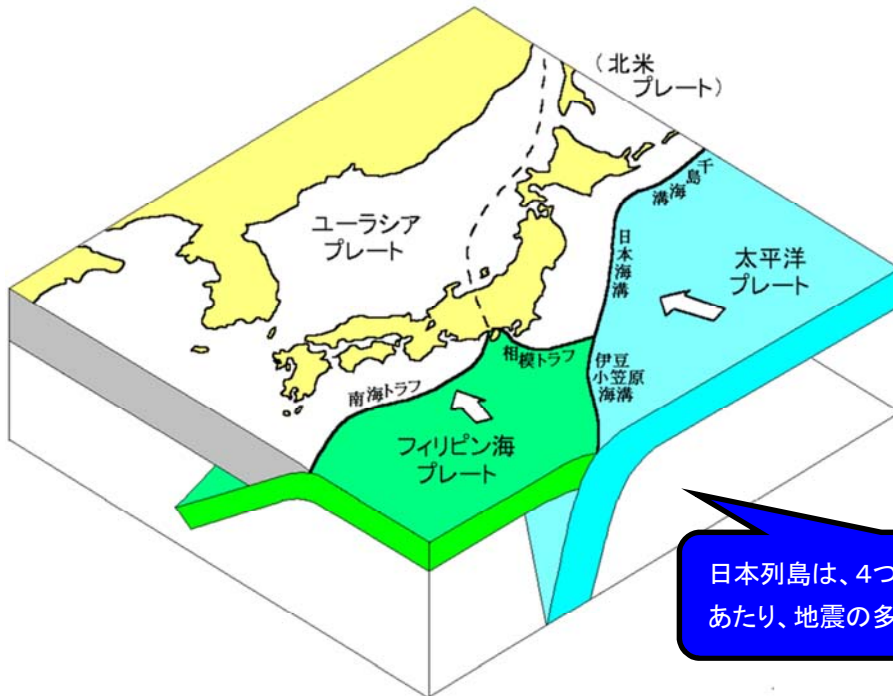 (北米
プレート)
千島海溝
ユーラシア
プレート
日本海溝
太平洋
プレート
相模トラフ
伊豆
小笠原
海溝
南海トラフ
フィリピン海
プレート
日本列島は、4つ
あたり、地震の多